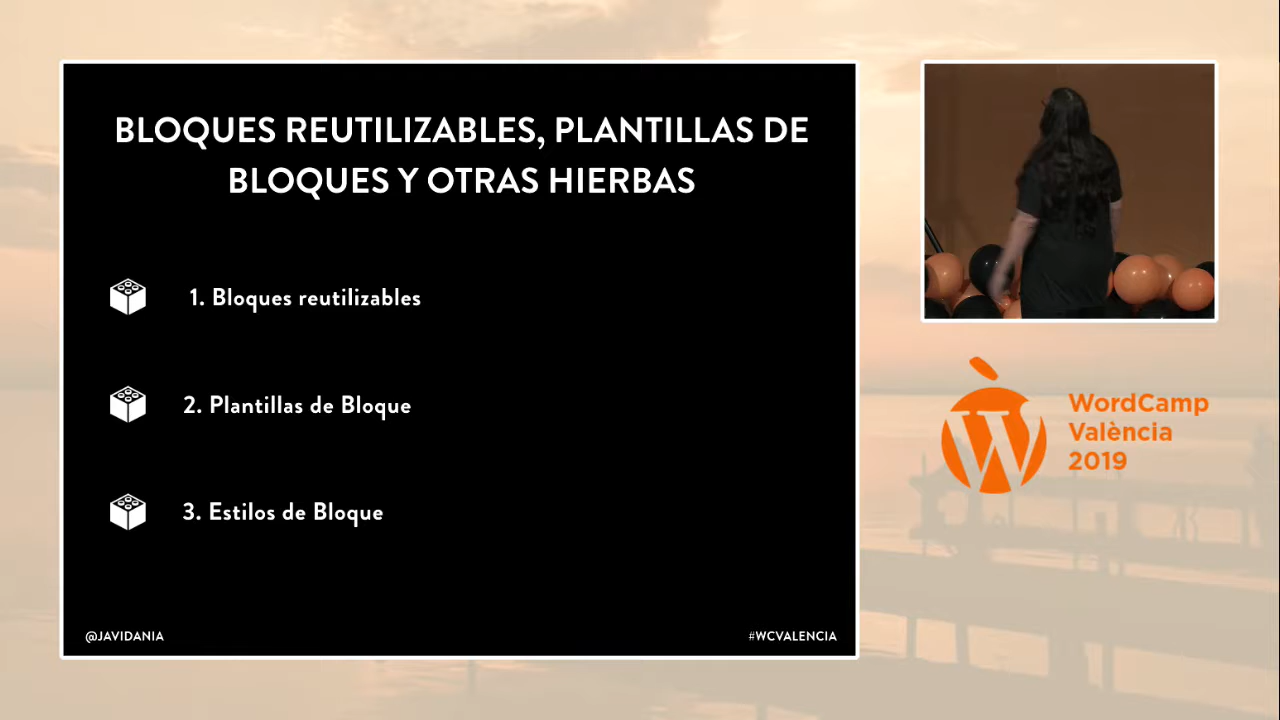 BLOQUES REUTILIZABLES, PLANTILLAS DE
BLOQUES Y OTRAS HIERBAS
1. Bloques reutilizables
2. Plantillas de Bloque
3. Estilos de Bloque
@JAVIDANIA
#WCVALENCIA
WordCamp
València
2019